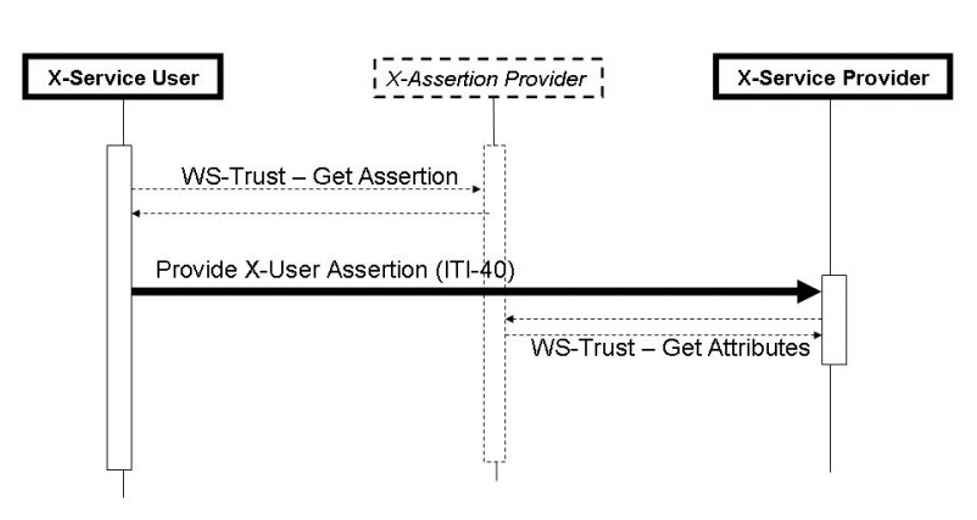 X-Service User
X-Assertion Provider
X-Service Provider
WS-Trust – Get Assertion
Provide X-User Assertion (ITI-40)
WS-Trust – Get Attributes